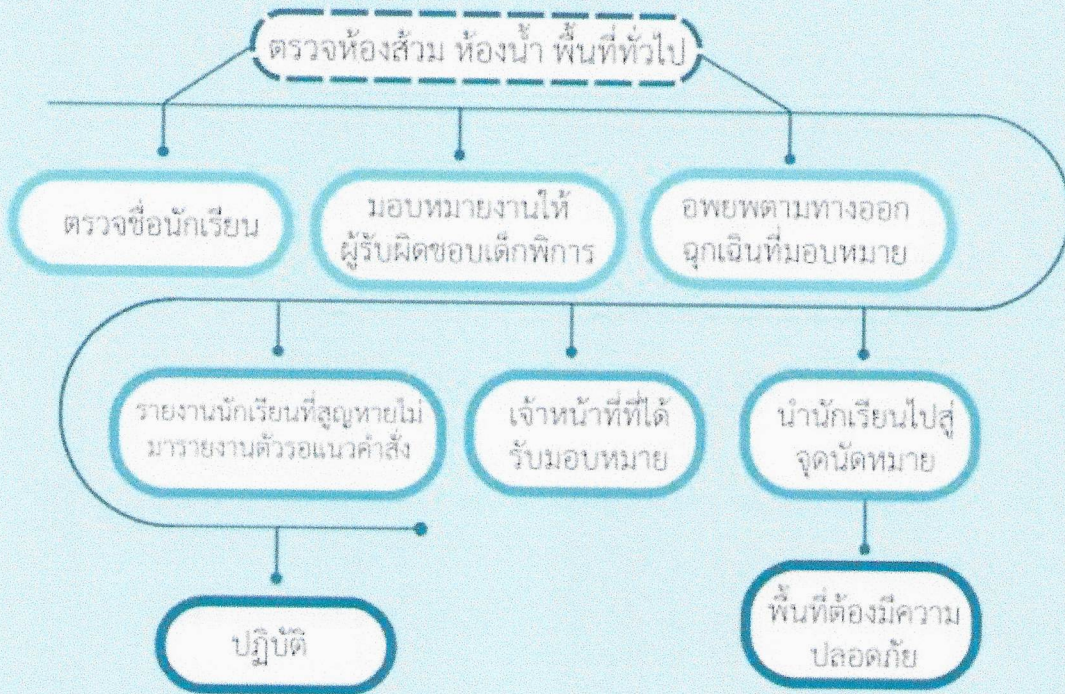 ตรวจห้องส้วม ห้องน้ำ พื้นที่ทั่วไป
ตรวจชื่อนักเรียน
มอบหมายงานให้
ผู้รับผิดชอบเด็กพิการ
อพยพตามทางออก
ฉุกเฉินที่มอบหมาย
รายงานนักเรียนที่สูญหายไม่
มารายงานตัวรอแนวคำสั่ง
เจ้าหน้าที่ที่ได้
รับมอบหมาย
นำนักเรียนไปสู่
จุดนัดหมาย
ปฏิบัติ
พื้นที่ต้องมีความ
ปลอดภัย